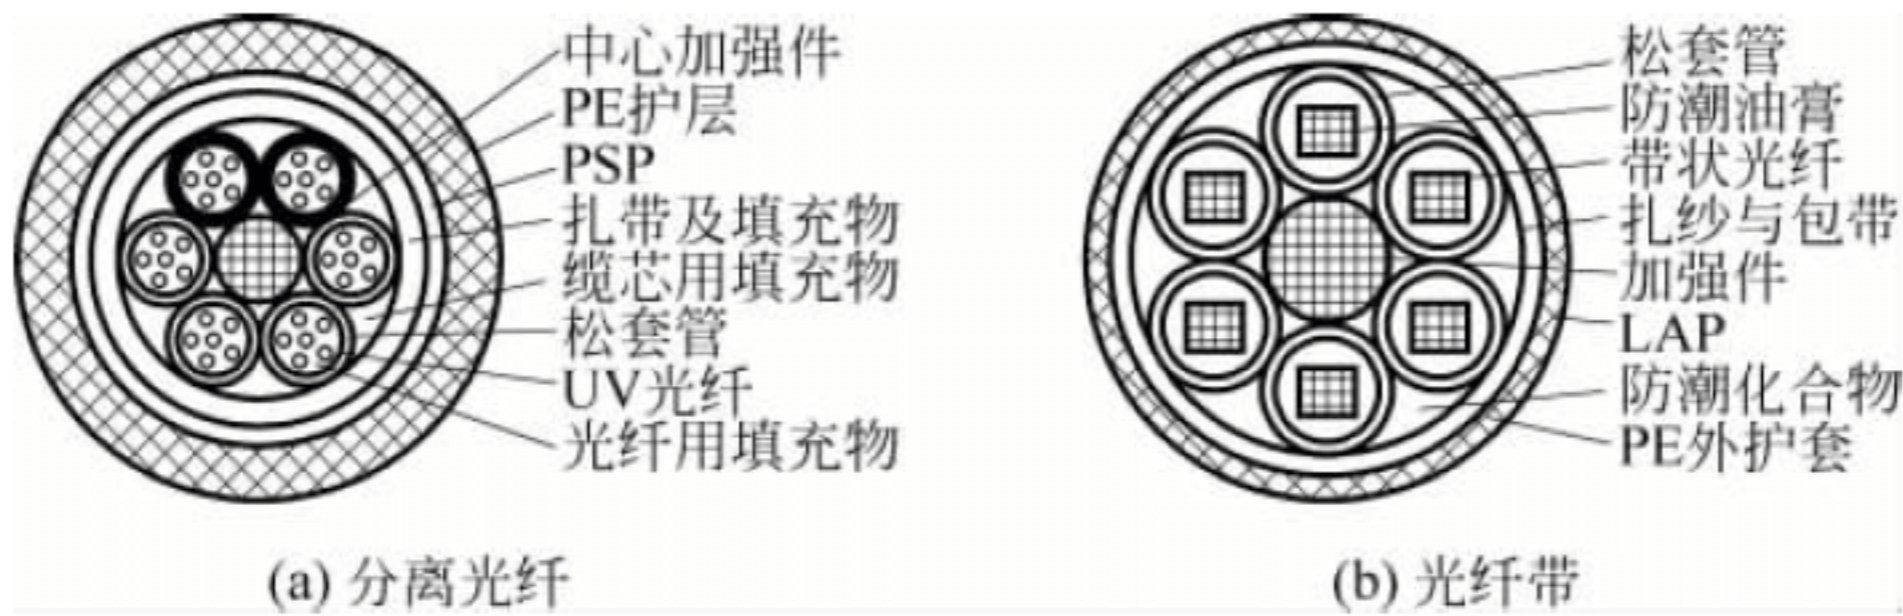 中心加强件
PE护层
PSP
扎带及填充物
缆芯用填充物
松套管
UV光纤
光纤用填充物
(a) 分离光纤
松套管
防潮油膏
带状光纤
扎纱与包带
加强件
LAP
防潮化合物
PE外护套
(b) 光纤带